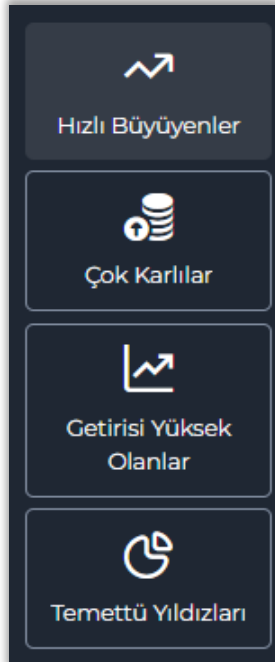 Hızlı Büyüyenler
Çok Karlılar
Getirisi Yüksek
Olanlar
Temettü Yıldızları